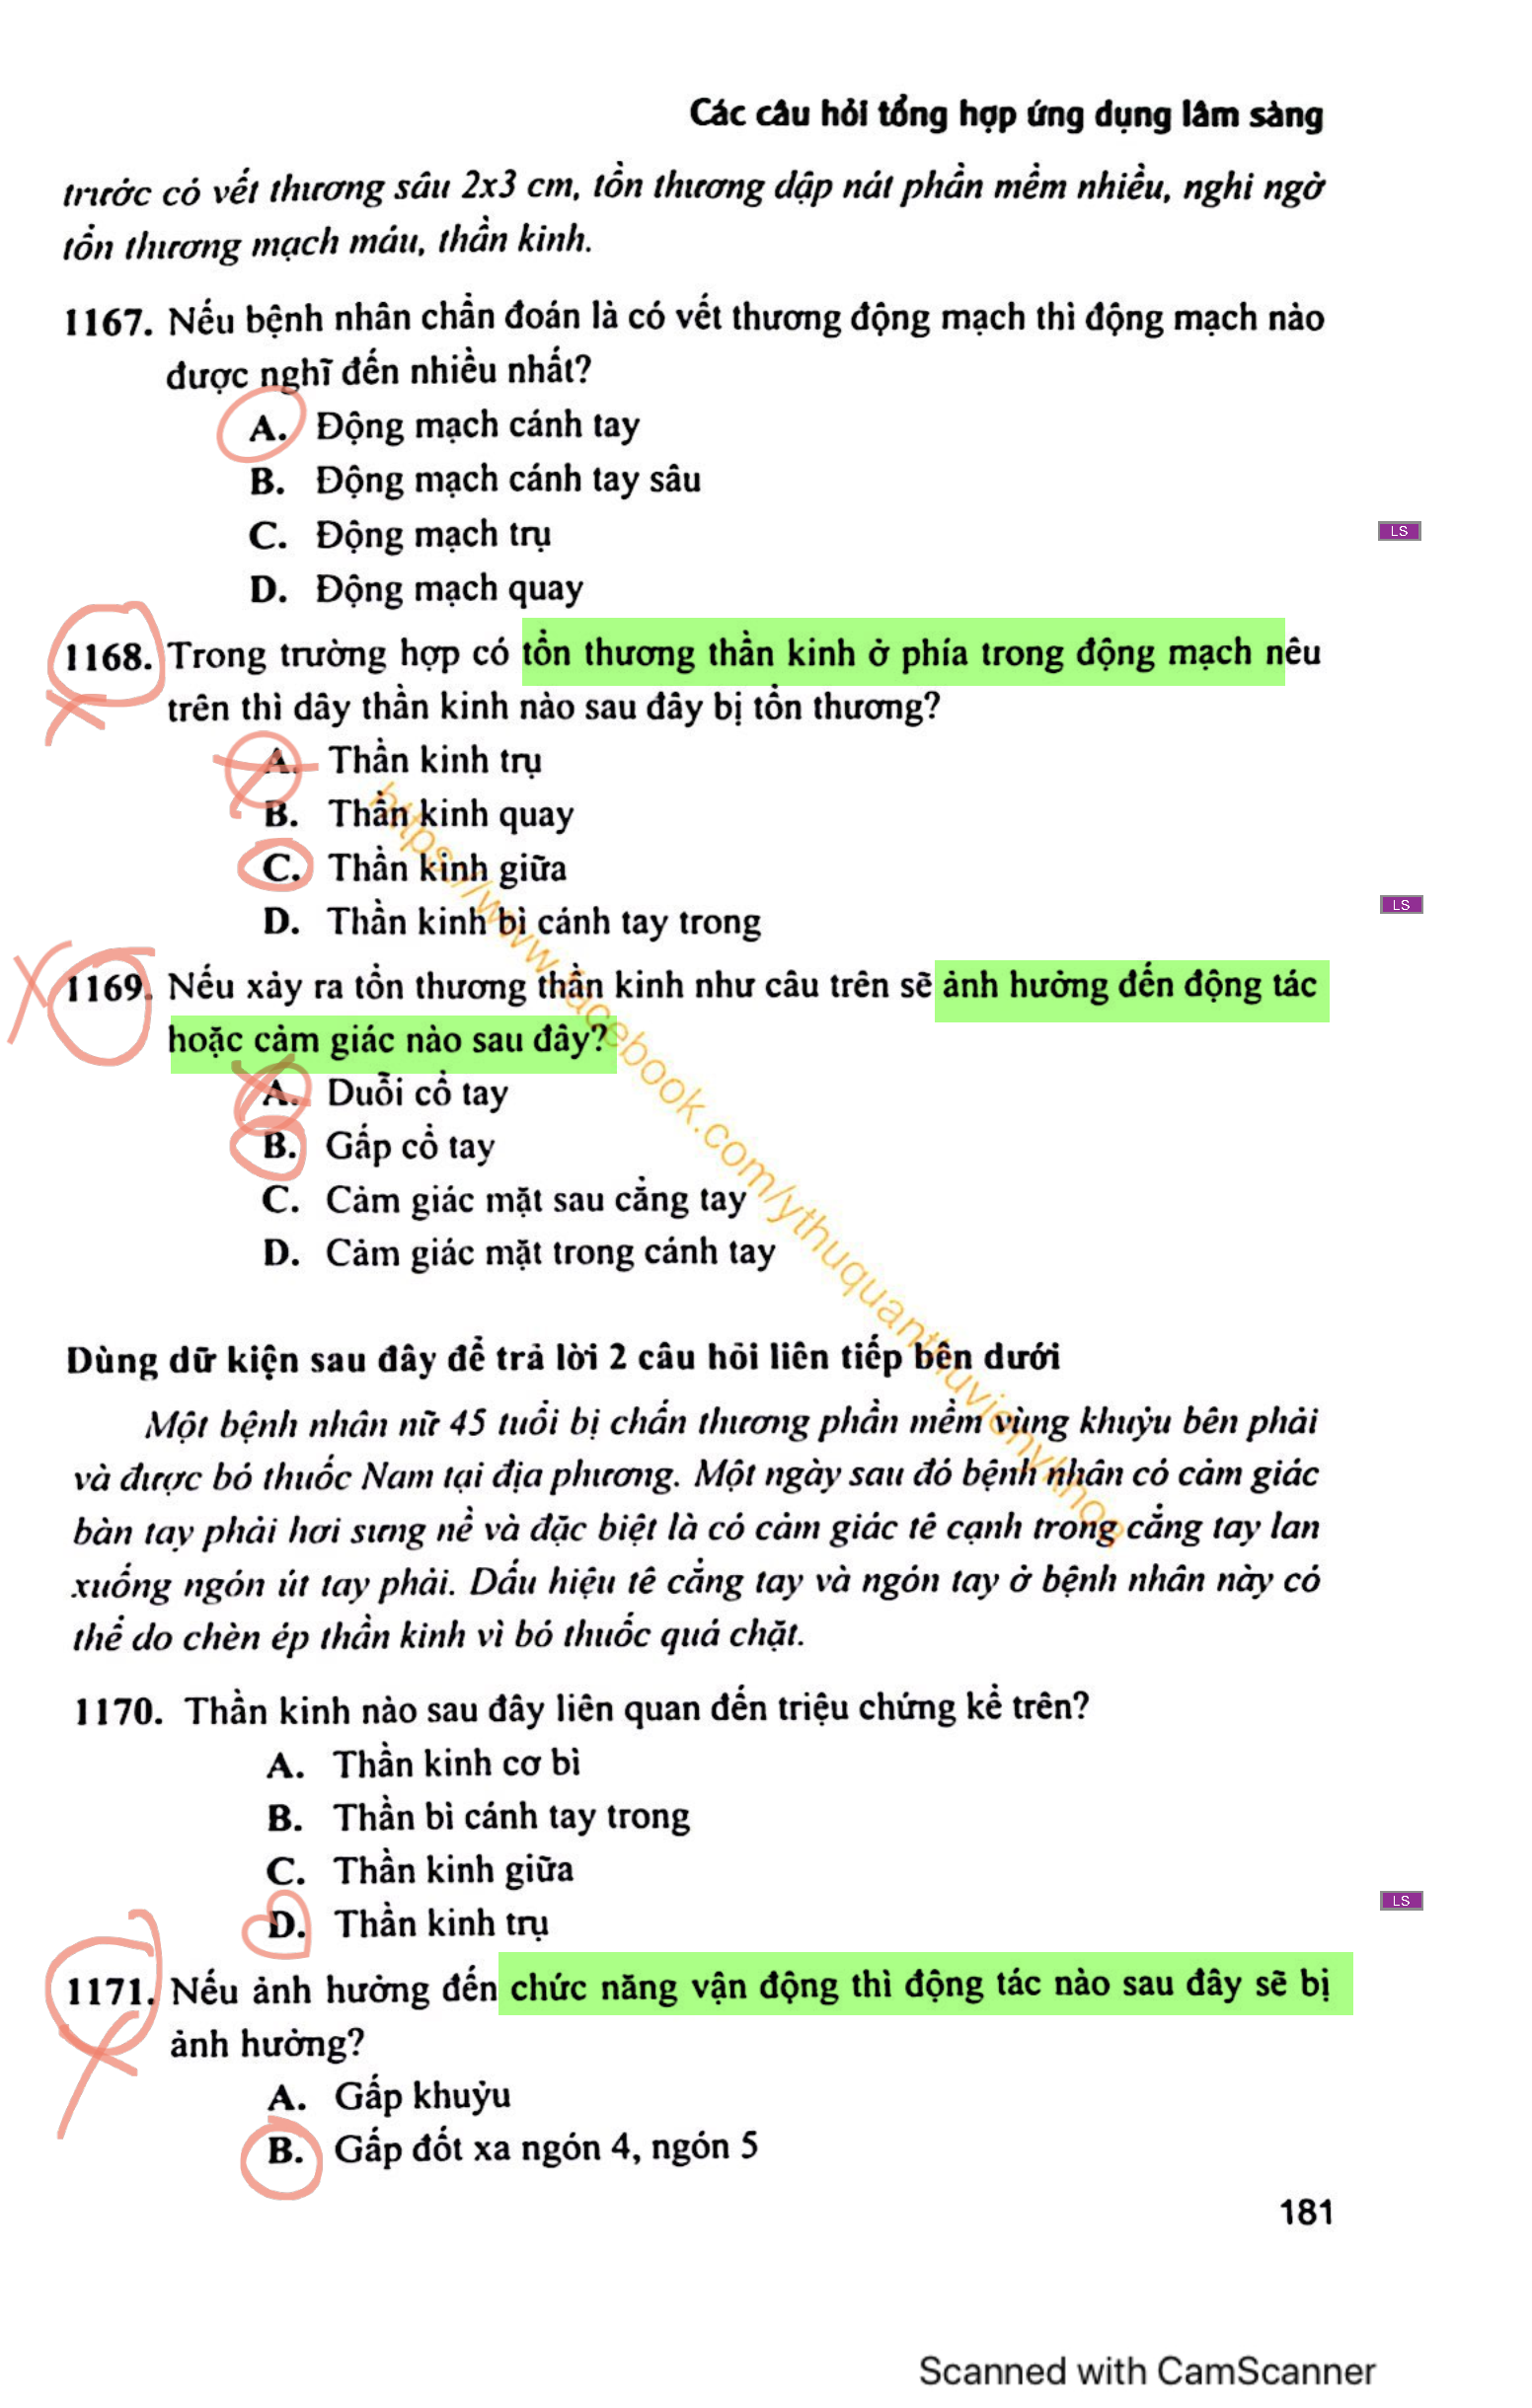 Các câu hỏi tổng hợp ứng dụng lâm sàng
trước có vết thương sâu 2x3 cm, tổn thương dập nát phần mềm nhiều, nghi ngờ
tổn thương mạch máu, thần kinh.
1167. Nếu bệnh nhân chẩn đoán là có vết thương động mạch thì động mạch nào
được nghĩ đến nhiều nhất?
A. Động mạch cánh tay
B. Động mạch cánh tay sâu
C. Động mạch trụ
LS
D. Động mạch quay
1168. Trong trường hợp có tổn thương thần kinh ở phía trong động mạch nêu
trên thì dây thần kinh nào sau đây bị tổn thương?
A. Thần kinh trụ
B. Thần kinh quay
C. Thần kinh giữa
D. Thần kinh bì cánh tay trong
LS
1169. Nếu xảy ra tổn thương thần kinh như câu trên sẽ ảnh hưởng đến động tác
hoặc cảm giác nào sau đây?
A. Duỗi cổ tay
B. Gấp cổ tay
C. Cảm giác mặt sau cẳng tay
D. Cảm giác mặt trong cánh tay
https://www.facebook.com/ythuquanthuvienykhoa
Dùng dữ kiện sau đây để trả lời 2 câu hỏi liên tiếp bên dưới
Một bệnh nhân nữ 45 tuổi bị chấn thương phần mềm vùng khuỷu bên phải
và được bó thuốc Nam tại địa phương. Một ngày sau đó bệnh nhân có cảm giác
bàn tay phải hơi sưng nề và đặc biệt là có cảm giác tê cạnh trong cẳng tay lan
xuống ngón út tay phải. Dấu hiệu tê cẳng tay và ngón tay ở bệnh nhân này có
thể do chèn ép thần kinh vì bó thuốc quá chặt.
1170. Thần kinh nào sau đây liên quan đến triệu chứng kể trên?
A. Thần kinh cơ bì
B. Thần bì cánh tay trong
C. Thần kinh giữa
LS
D. Thần kinh trụ
1171. Nếu ảnh hưởng đến chức năng vận động thì động tác nào sau đây sẽ bị
ảnh hưởng?
A. Gấp khuỷu
B. Gấp đốt xa ngón 4, ngón 5
181
Scanned with CamScanner